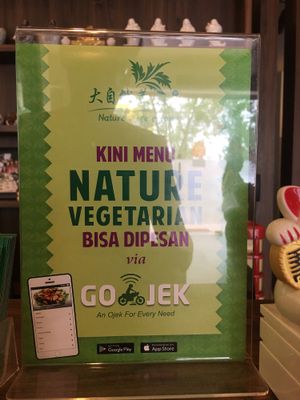 大自然
Nature
KINI MENU
NATURE
VEGETARIAN
BISA DIPESAN
via
GO JEK
An Ojek For Every Need
Google Play
App Store